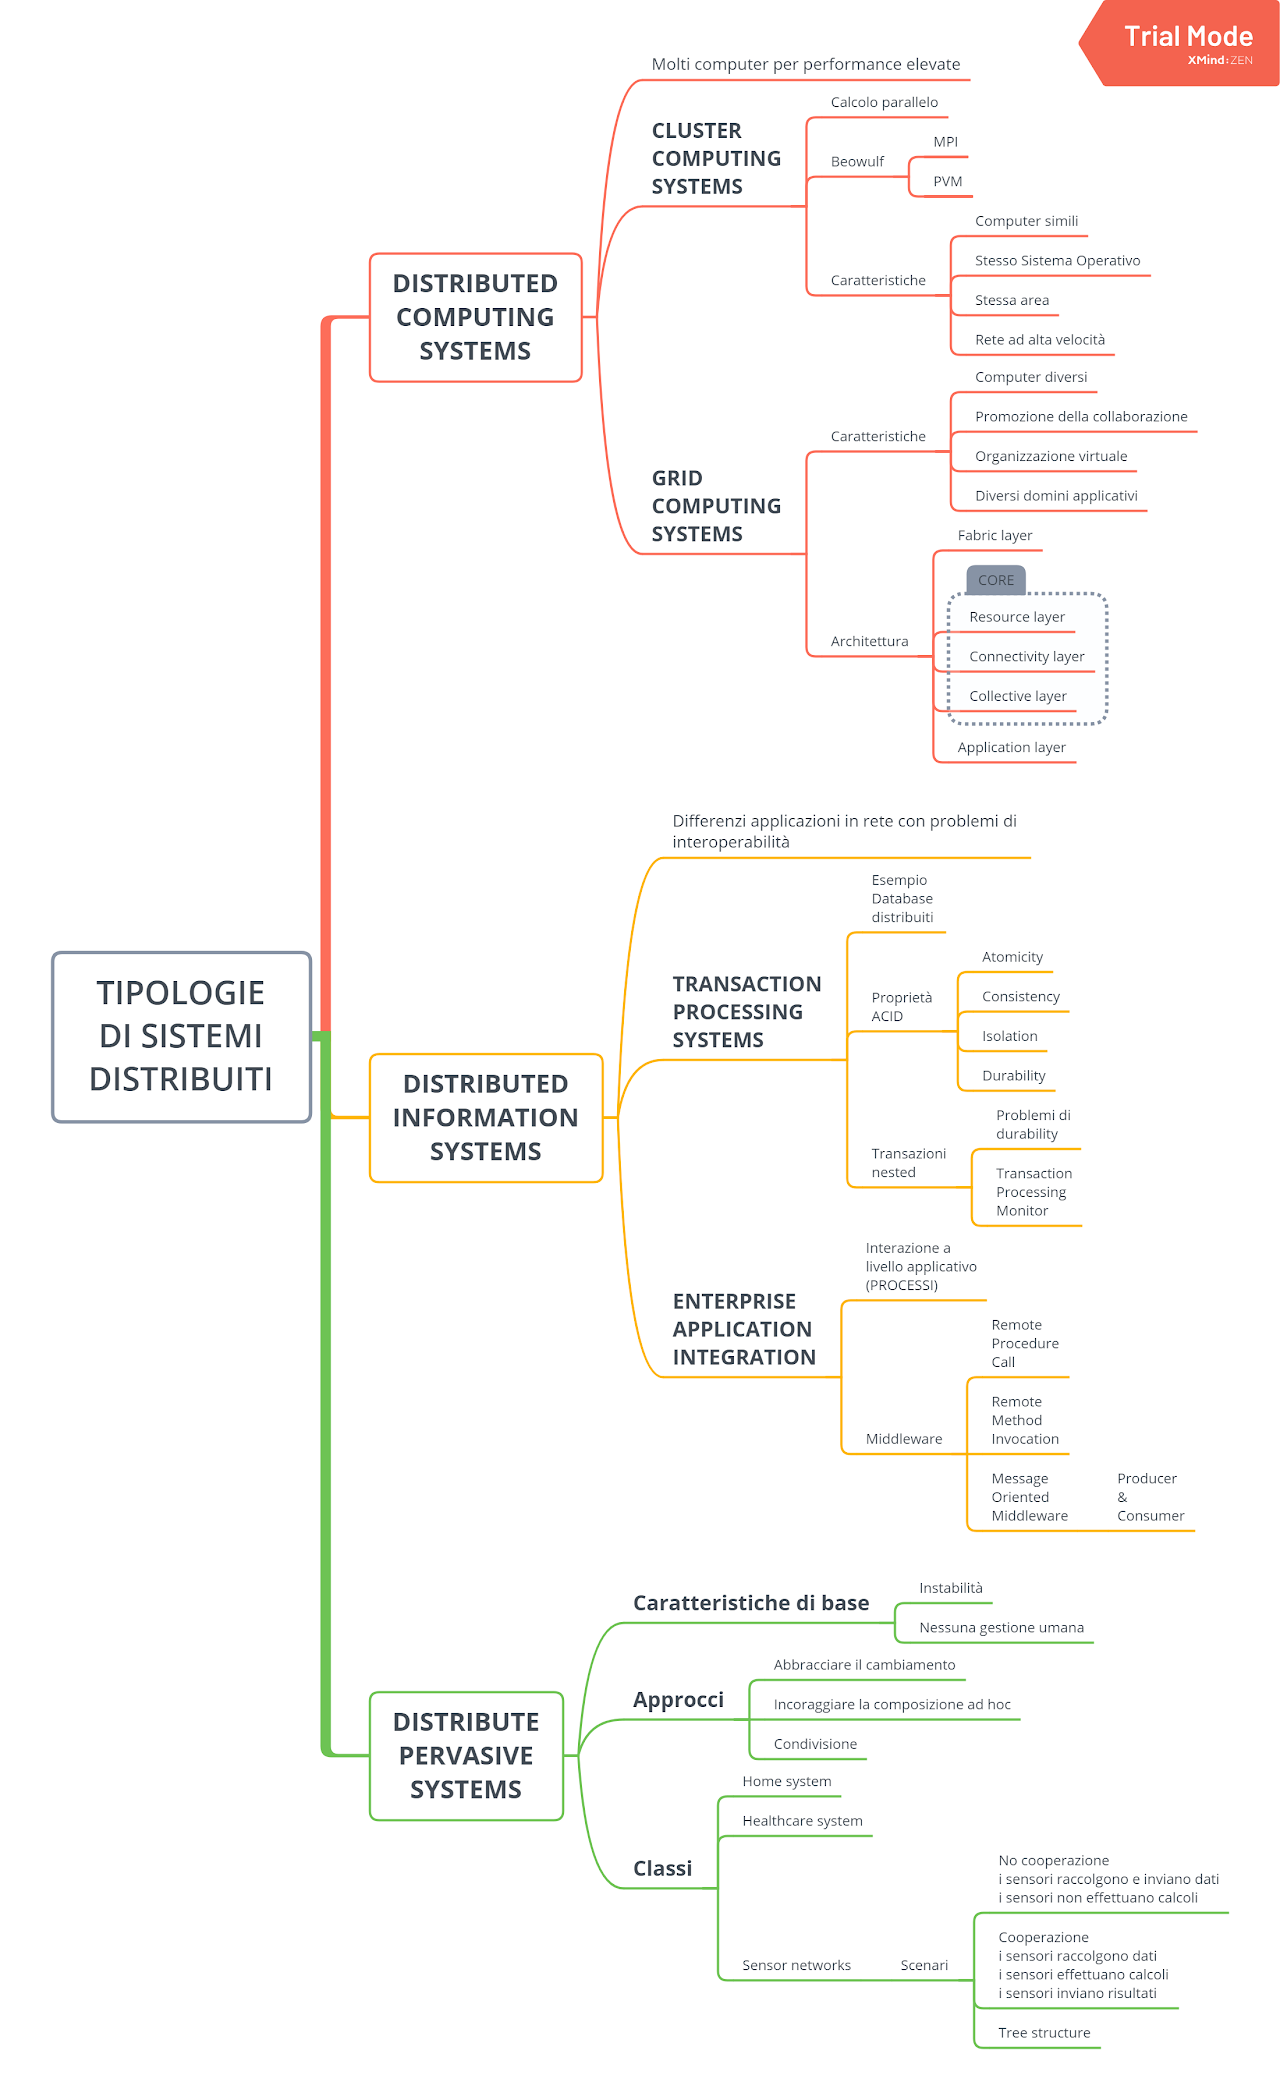 Trial Mode
XMind:ZEN
TIPOLOGIE
DI SISTEMI
DISTRIBUITI
DISTRIBUTED
COMPUTING
SYSTEMS
Molti computer per performance elevate
CLUSTER
COMPUTING
SYSTEMS
Calcolo parallelo
Beowulf
MPI
PVM
Caratteristiche
Computer simili
Stesso Sistema Operativo
Stessa area
Rete ad alta velocità
GRID
COMPUTING
SYSTEMS
Caratteristiche
Computer diversi
Promozione della collaborazione
Organizzazione virtuale
Diversi domini applicativi
Architettura
Fabric layer
CORE
Resource layer
Connectivity layer
Collective layer
Application layer
DISTRIBUTED
INFORMATION
SYSTEMS
Differenzi applicazioni in rete con problemi di
interoperabilità
TRANSACTION
PROCESSING
SYSTEMS
Esempio
Database
distribuiti
Proprietà
ACID
Atomicity
Consistency
Isolation
Durability
Transazioni
nested
Problemi di
durability
Transaction
Processing
Monitor
ENTERPRISE
APPLICATION
INTEGRATION
Interazione a
livello applicativo
(PROCESSI)
Middleware
Remote
Procedure
Call
Remote
Method
Invocation
Message
Oriented
Middleware
Producer
&
Consumer
DISTRIBUTE
PERVASIVE
SYSTEMS
Caratteristiche di base
Instabilità
Nessuna gestione umana
Approcci
Abbracciare il cambiamento
Incoraggiare la composizione ad hoc
Condivisione
Classi
Home system
Healthcare system
Sensor networks
Scenari
No cooperazione
i sensori raccolgono e inviano dati
i sensori non effettuano calcoli
Cooperazione
i sensori raccolgono dati
i sensori effettuano calcoli
i sensori inviano risultati
Tree structure